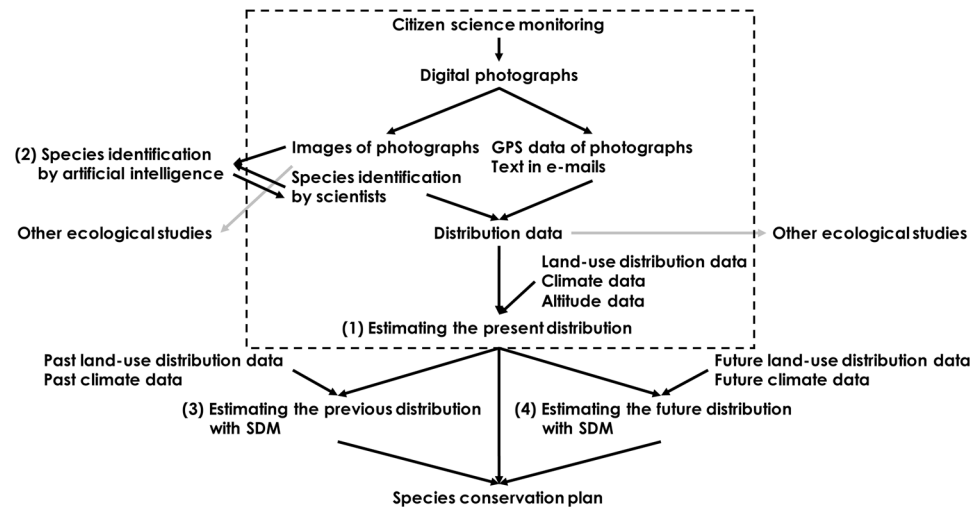 Citizen science monitoring
Digital photographs
Images of photographs
GPS data of photographs
Text in e-mails
(2) Species identification
by artificial intelligence
Species identification
by scientists
Other ecological studies
Distribution data
Other ecological studies
Land-use distribution data
Climate data
Altitude data
(1) Estimating the present distribution
Past land-use distribution data
Past climate data
Future land-use distribution data
Future climate data
(3) Estimating the previous distribution
with SDM
(4) Estimating the future distribution
with SDM
Species conservation plan